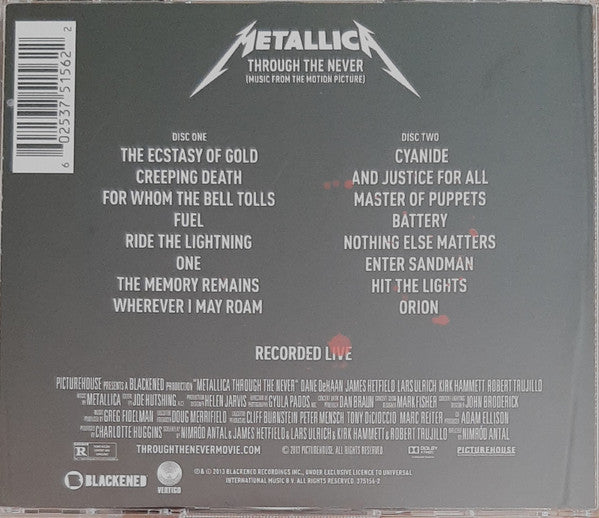 METALLICA
THROUGH THE NEVER
(MUSIC FROM THE MOTION PICTURE)
6 02537 51562 2
DISC ONE
THE ECSTASY OF GOLD
CREEPING DEATH
FOR WHOM THE BELL TOLLS
FUEL
RIDE THE LIGHTNING
ONE
THE MEMORY REMAINS
WHEREVER I MAY ROAM
DISC TWO
CYANIDE
AND JUSTICE FOR ALL
MASTER OF PUPPETS
BATTERY
NOTHING ELSE MATTERS
ENTER SANDMAN
HIT THE LIGHTS
ORION
RECORDED LIVE
PICTUREHOUSE PRESENTS A BLACKENED PRODUCTION "METALLICA THROUGH THE NEVER" DANE DeHAAN JAMES HETFIELD LARS ULRICH KIRK HAMMETT ROBERT TRUJILLO
MUSIC BY METALLICA JOE HUTSHING HELEN JARVIS GYULA PADOS DAN BRAUN MARK FISHER JOHN BRODERICK
GREG FIDELMAN DOUG MERRIFIELD CLIFF BURNSTEIN PETER MENSCH TONY DICIOCCIO MARC REITER ADAM ELLISON
CHARLOTTE HUGGINS NIMRÓD ANTAL & JAMES HETFIELD & LARS ULRICH & KIRK HAMMETT & ROBERT TRUJILLO NIMRÓD ANTAL
R THROUGHTHENEVERMOVIE.COM © 2013 PICTUREHOUSE. ALL RIGHTS RESERVED. DOLBY PICTUREHOUSE
BLACKENED
VERTIGO
℗ & © 2013 BLACKENED RECORDINGS INC., UNDER EXCLUSIVE LICENCE TO UNIVERSAL
INTERNATIONAL MUSIC B.V. ALL RIGHTS RESERVED. 375156-2